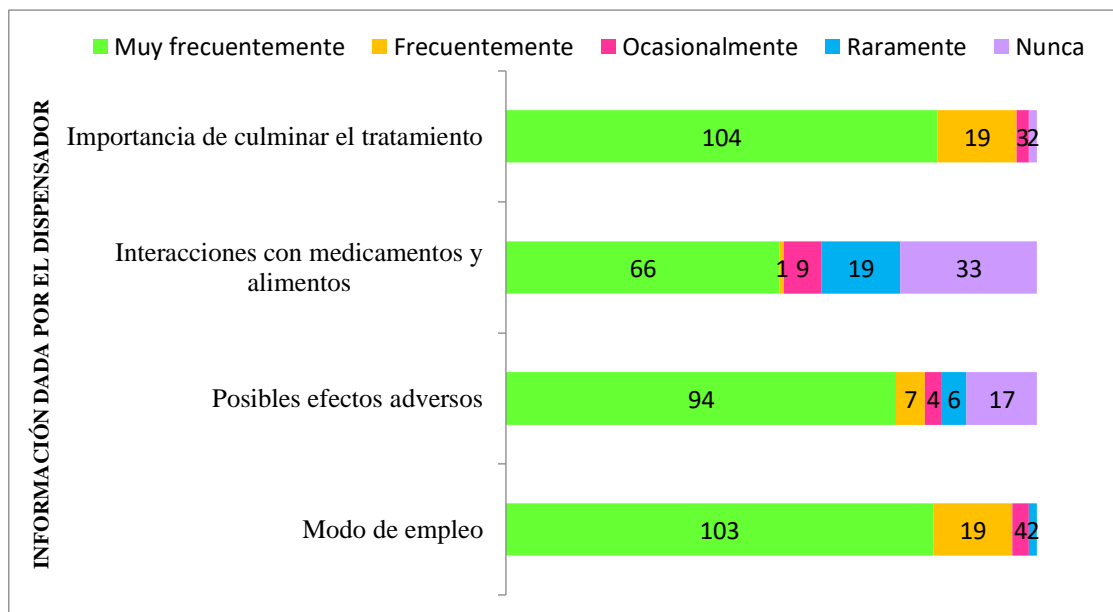 Muy frecuentemente Frecuentemente Ocasionalmente Raramente Nunca
INFORMACIÓN DADA POR EL DISPENSADOR
Importancia de culminar el tratamiento
104 19 3 2
Interacciones con medicamentos y
alimentos
66 1 9 19 33
Posibles efectos adversos
94 7 4 6 17
Modo de empleo
103 19 4 2